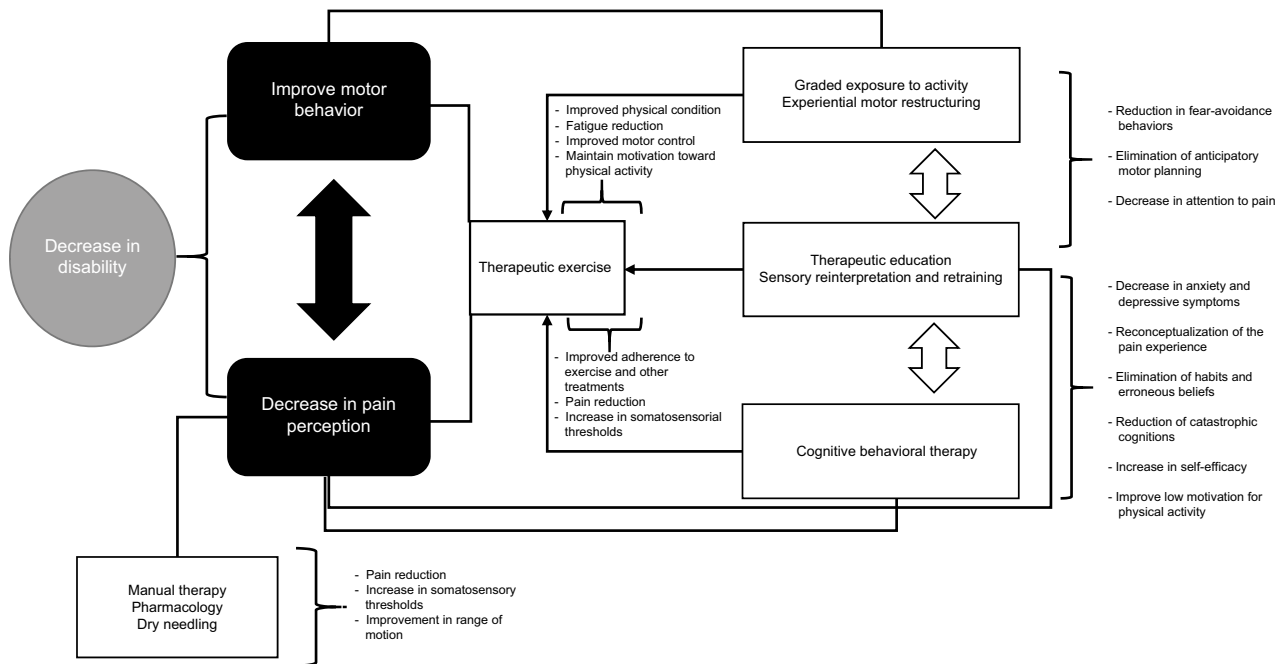 Improve motor
behavior
Decrease in
disability
Decrease in pain
perception
Manual therapy
Pharmacology
Dry needling
- Pain reduction
- Increase in somatosensory
thresholds
- Improvement in range of
motion
- Improved physical condition
- Fatigue reduction
- Improved motor control
- Maintain motivation toward
physical activity
Therapeutic exercise
- Improved adherence to
exercise and other
treatments
- Pain reduction
- Increase in somatosensorial
thresholds
Graded exposure to activity
Experiential motor restructuring
Therapeutic education
Sensory reinterpretation and retraining
Cognitive behavioral therapy
- Reduction in fear-avoidance
behaviors
- Elimination of anticipatory
motor planning
- Decrease in attention to pain
- Decrease in anxiety and
depressive symptoms
- Reconceptualization of the
pain experience
- Elimination of habits and
erroneous beliefs
- Reduction of catastrophic
cognitions
- Increase in self-efficacy
- Improve low motivation for
physical activity